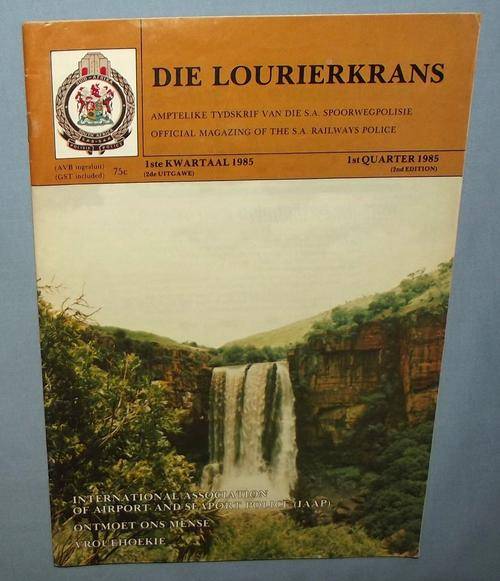 DIE LOURIERKRANS
AMPTELIKE TYDSKRIF VAN DIE S.A. SPOORWEGPOLISIE
OFFICIAL MAGAZING OF THE S.A. RAILWAYS POLICE
(AVB ingesluit)
(GST included) 75c
1ste KWARTAAL 1985
(2de UITGAWE)
1st QUARTER 1985
(2nd EDITION)
INTERNATIONAL ASSOCIATION
OF AIRPORT AND SEAPORT POLICE (IAAP)
ONTMOET ONS MENSE
VROUEHOEKIE